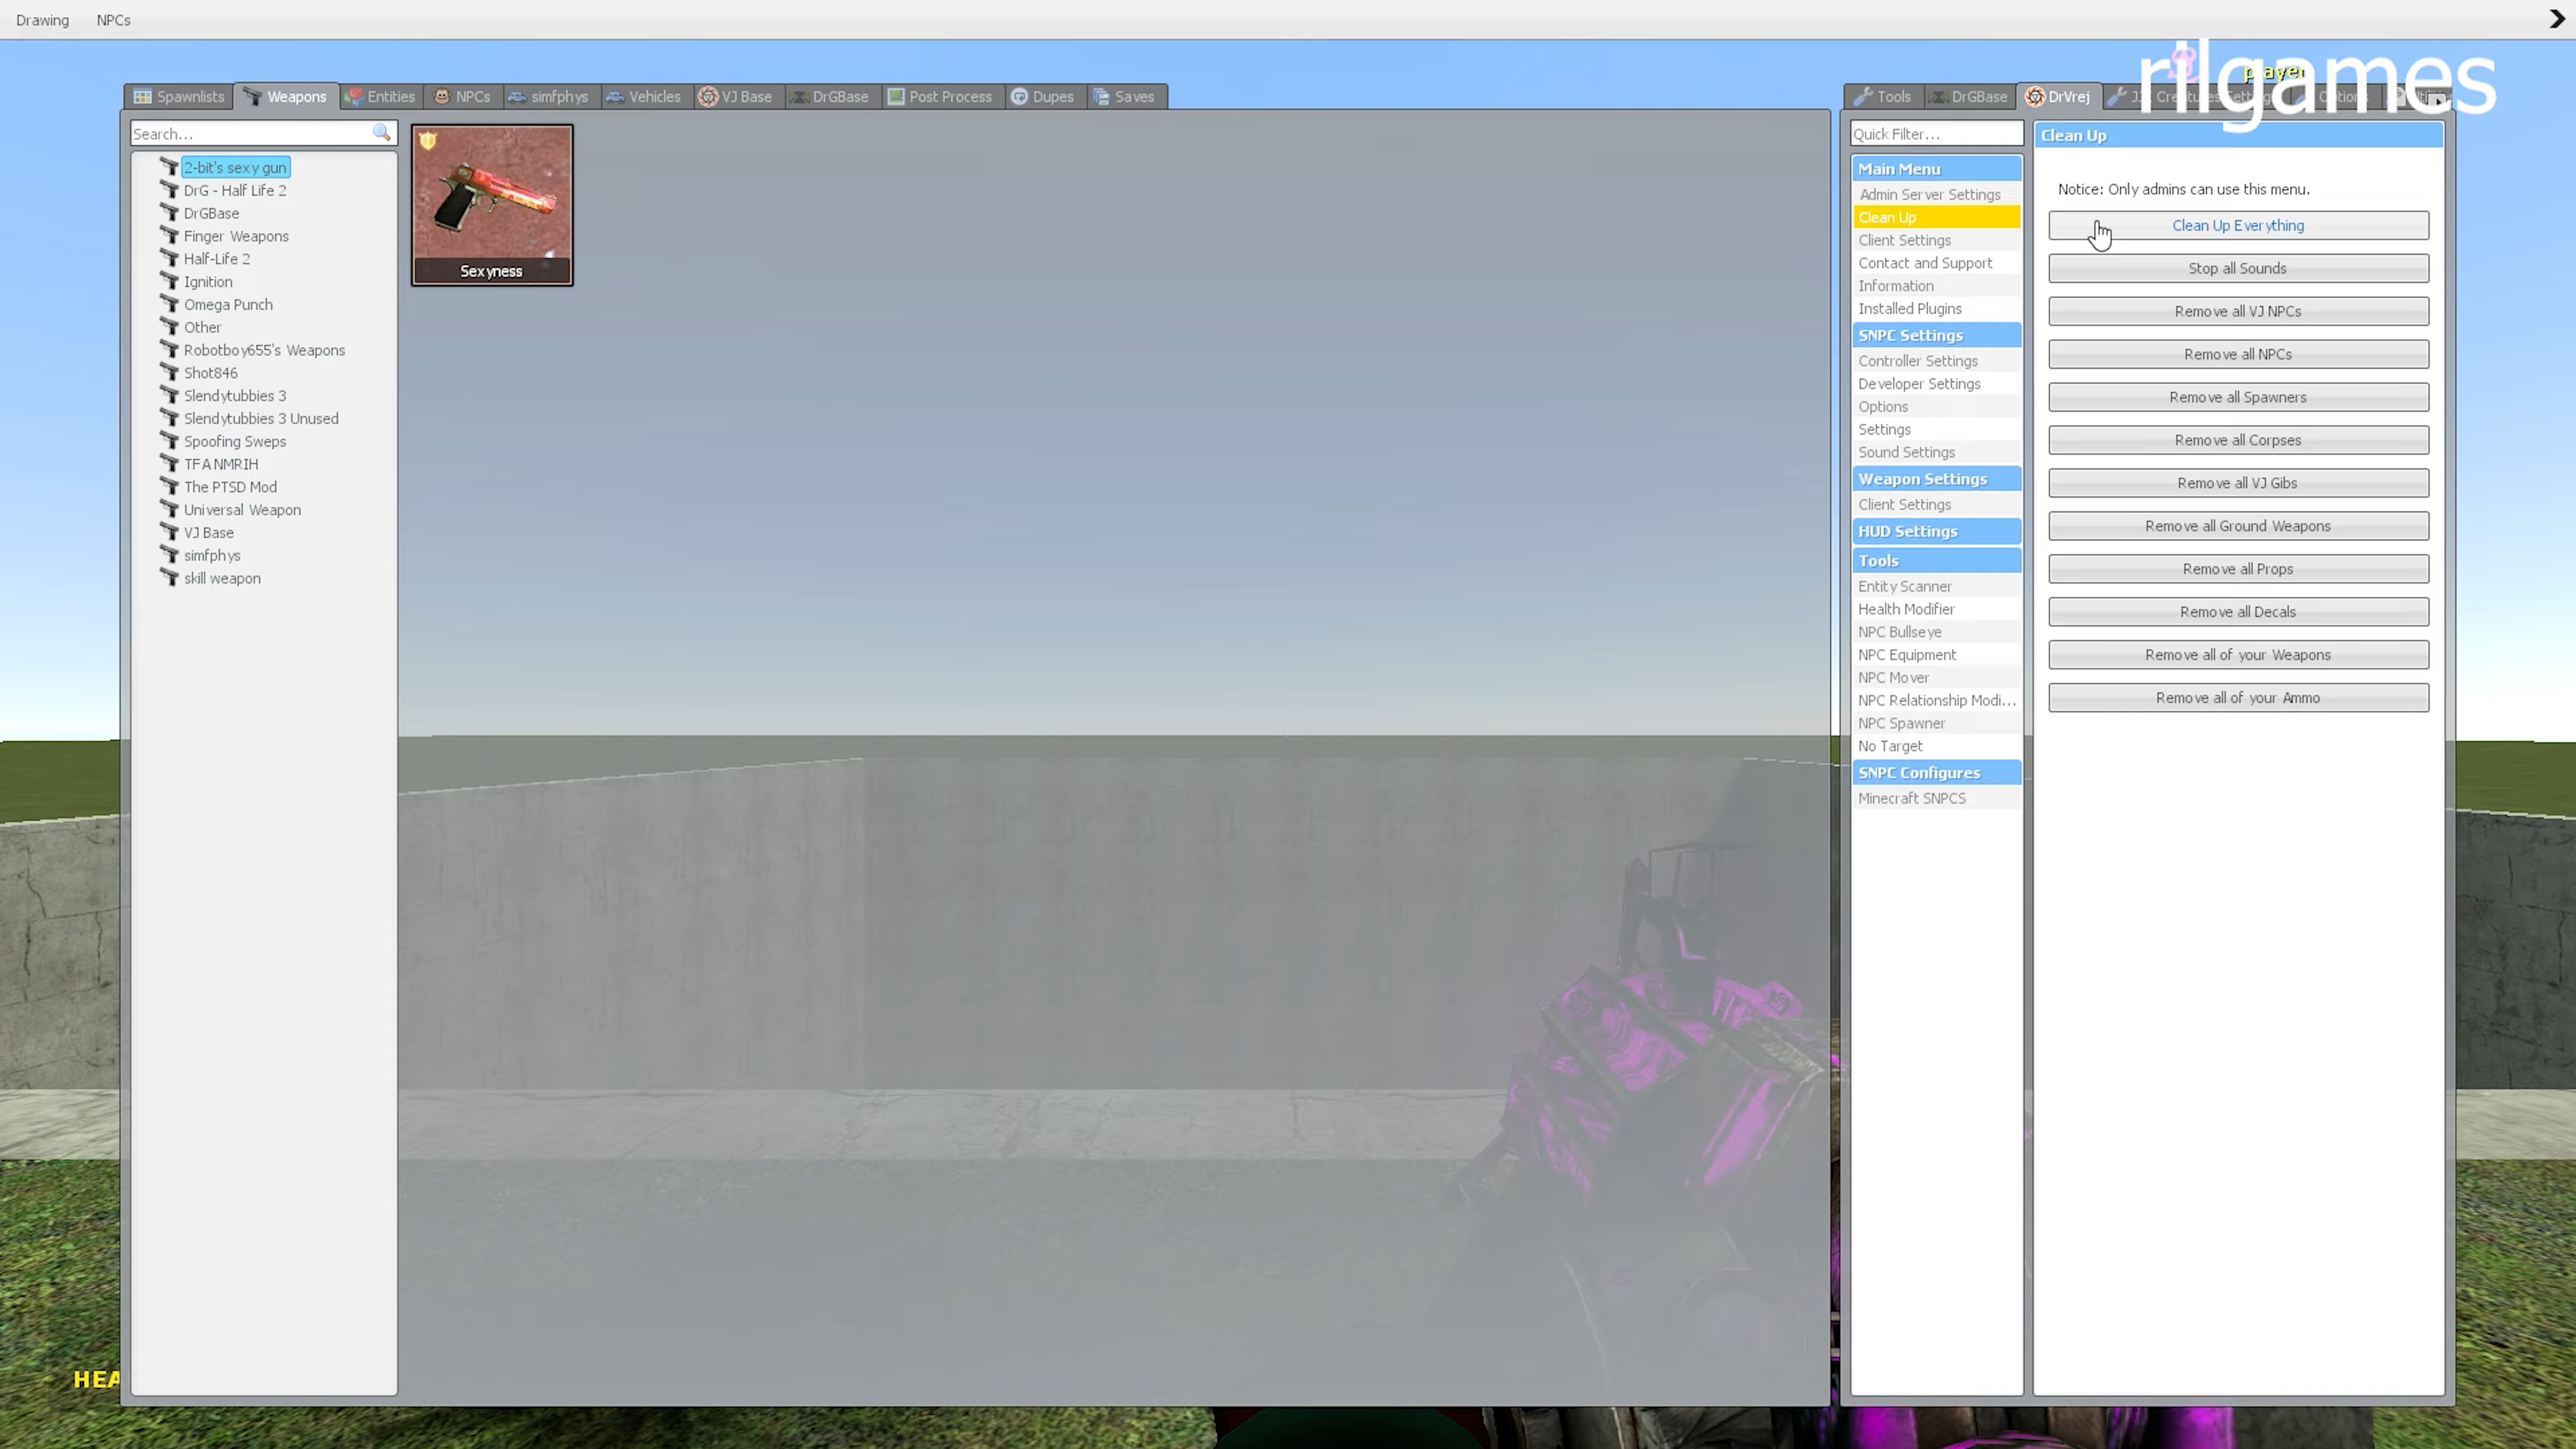 Drawing NPCs
rilgames
player
Spawnlists Weapons Entities NPCs simfphys Vehicles VJ Base DrGBase Post Process Dupes Saves
Tools DrGBase DrVrej
Search...
2-bit's sexy gun
DrG - Half Life 2
DrGBase
Finger Weapons
Half-Life 2
Ignition
Omega Punch
Other
Robotboy655's Weapons
Shot846
Slendytubbies 3
Slendytubbies 3 Unused
Spoofing Sweps
TFA NMRIH
The PTSD Mod
Universal Weapon
VJ Base
simfphys
skill weapon
Sexyness
Quick Filter...
Main Menu
Admin Server Settings
Clean Up
Client Settings
Contact and Support
Information
Installed Plugins
SNPC Settings
Controller Settings
Developer Settings
Options
Settings
Sound Settings
Weapon Settings
Client Settings
HUD Settings
Tools
Entity Scanner
Health Modifier
NPC Bullseye
NPC Equipment
NPC Mover
NPC Relationship Modi...
NPC Spawner
No Target
SNPC Configures
Minecraft SNPCS
Clean Up
Notice: Only admins can use this menu.
Clean Up Everything
Stop all Sounds
Remove all VJ NPCs
Remove all NPCs
Remove all Spawners
Remove all Corpses
Remove all VJ Gibs
Remove all Ground Weapons
Remove all Props
Remove all Decals
Remove all of your Weapons
Remove all of your Ammo
HEA